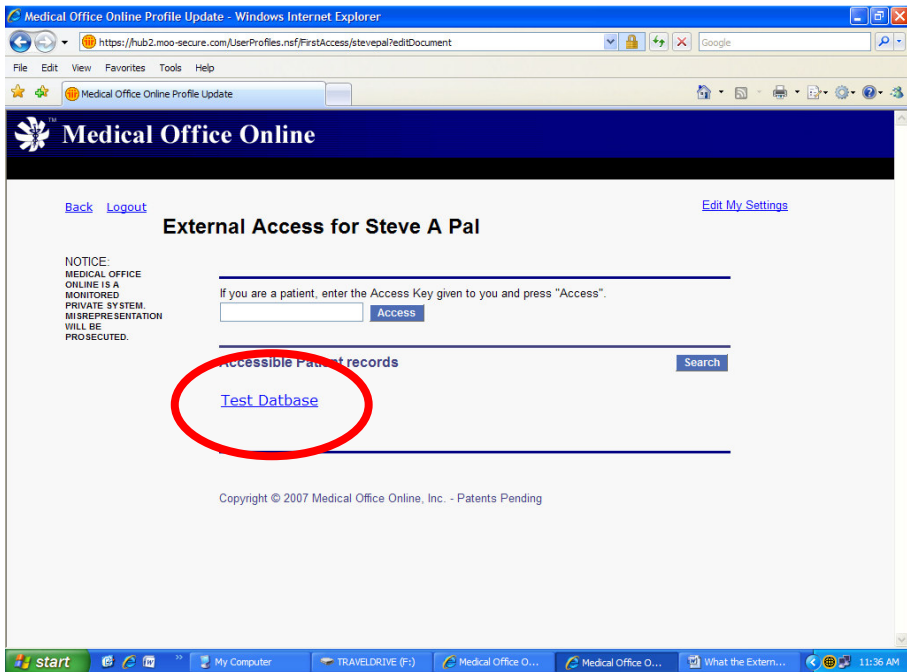 Medical Office Online Profile Update - Windows Internet Explorer
https://hub2.moo-secure.com/UserProfiles.nsf/FirstAccess/stevepal?editDocument
Google
File Edit View Favorites Tools Help
Medical Office Online Profile Update
Medical Office Online
TM
Back Logout
Edit My Settings
External Access for Steve A Pal
NOTICE:
MEDICAL OFFICE
ONLINE IS A
MONITORED
PRIVATE SYSTEM.
MISREPRESENTATION
WILL BE
PROSECUTED.
If you are a patient, enter the Access Key given to you and press "Access".
Access
Accessible Patient records
Search
Test Datbase
Copyright © 2007 Medical Office Online, Inc. - Patents Pending
start
My Computer
TRAVELDRIVE (F:)
Medical Office O...
Medical Office O...
What the Extern...
11:36 AM